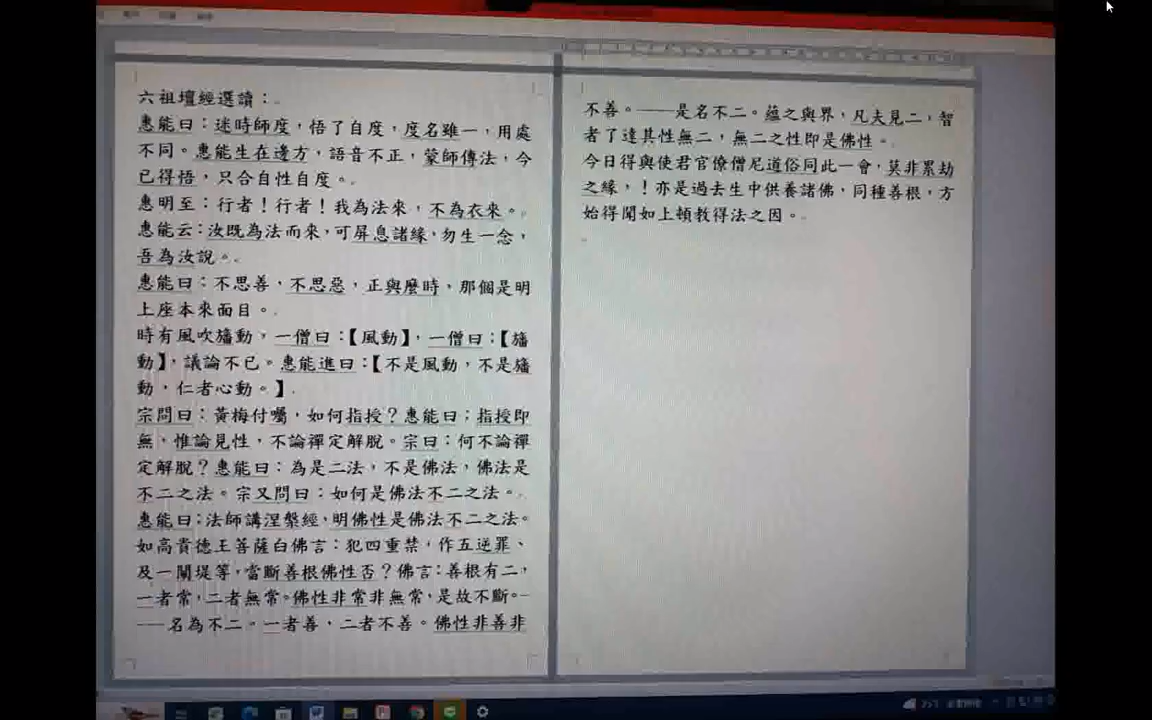 六祖壇經選讀：
惠能曰：迷時師度，悟了自度，度名雖一，用處
不同。惠能生在邊方，語音不正，蒙師傳法，今
已得悟，只合自性自度。
惠明至：行者！行者！我為法來，不為衣來。
惠能云：汝既為法而來，可屏息諸緣，勿生一念，
吾為汝說。
惠能曰：不思善，不思惡，正與麼時，那個是明
上座本來面目。
時有風吹旛動，一僧曰：【風動】，一僧曰：【旛
動】，議論不已。惠能進曰：【不是風動，不是旛
動，仁者心動。】
宗問曰：黃梅付囑，如何指授？惠能曰；指授即
無，惟論見性，不論禪定解脫。宗曰：何不論禪
定解脫？惠能曰：為是二法，不是佛法，佛法是
不二之法。宗又問曰：如何是佛法不二之法。
惠能曰；法師講涅槃經，明佛性是佛法不二之法。
如高貴德王菩薩白佛言：犯四重禁，作五逆罪、
及一闡堤等，當斷善根佛性否？佛言：善根有二，
一者常，二者無常。佛性非常非無常，是故不斷。—
——名為不二。一者善，二者不善。佛性非善非
不善。——是名不二。蘊之與界，凡夫見二，智
者了達其性無二，無二之性即是佛性。
今日得與使君官僚僧尼道俗同此一會，莫非累劫
之緣，！亦是過去生中供養諸佛，同種善根，方
始得聞如上頓教得法之因。